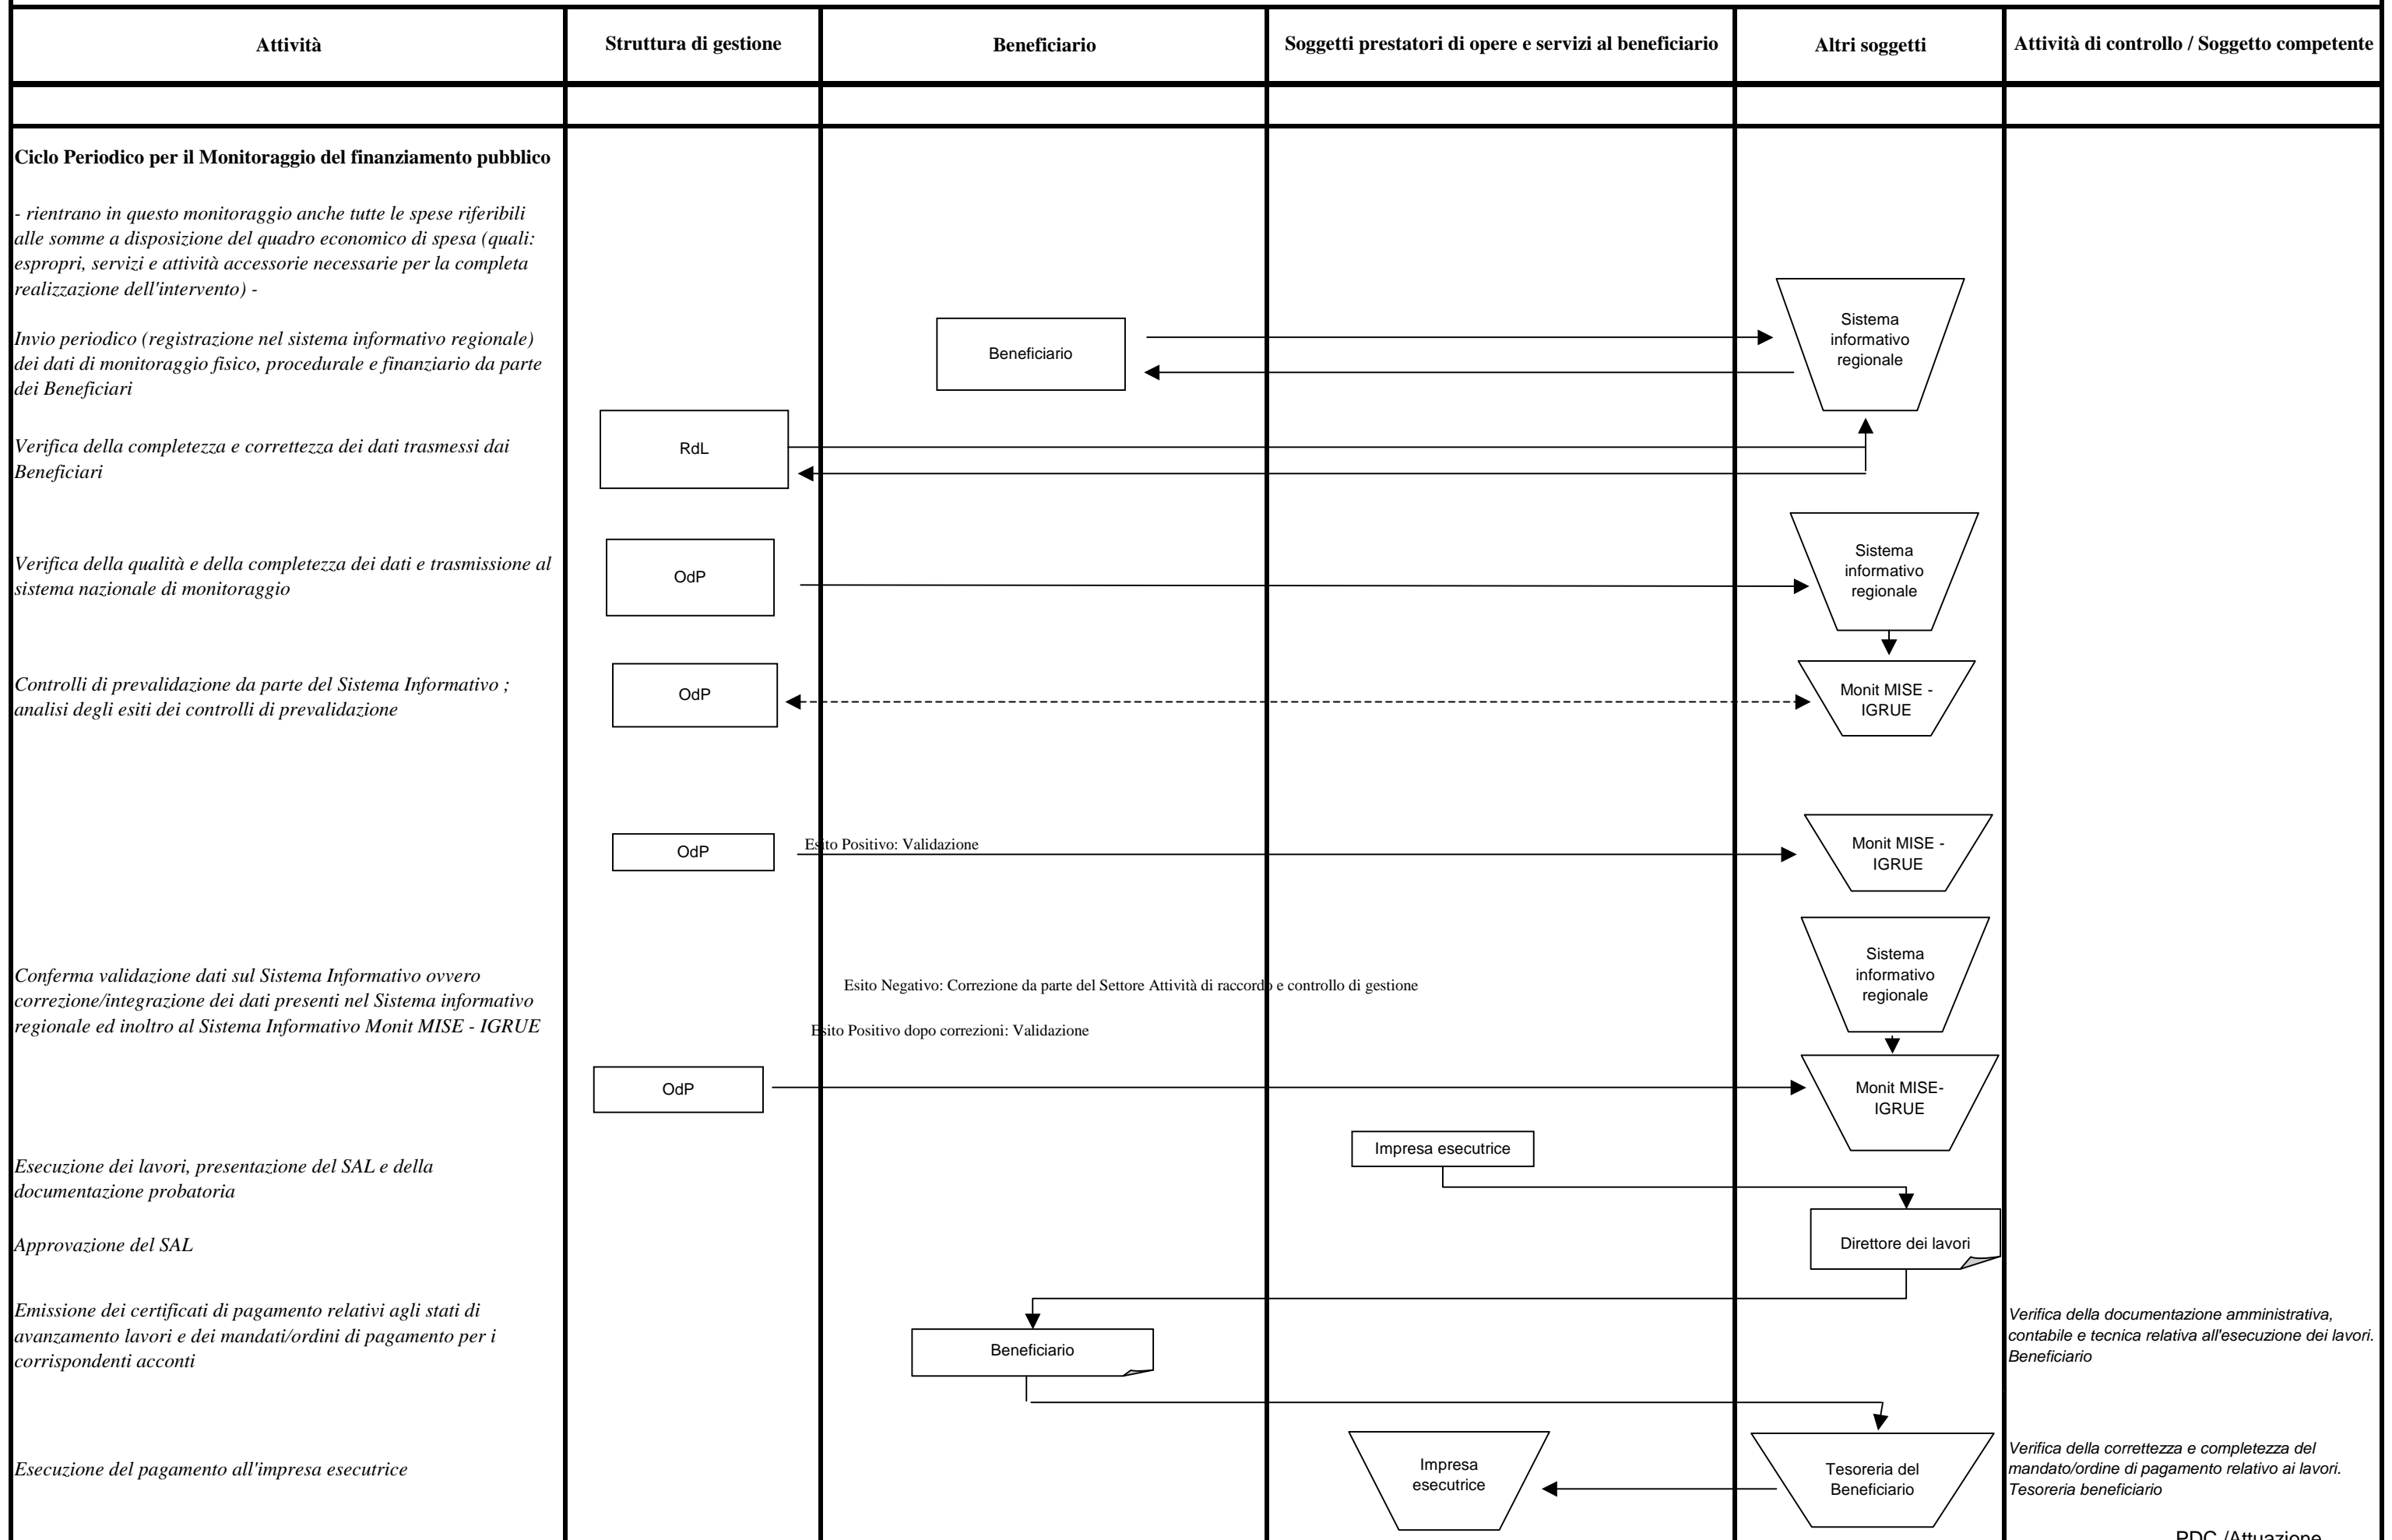 Attività
Struttura di gestione
Beneficiario
Soggetti prestatori di opere e servizi al beneficiario
Altri soggetti
Attività di controllo / Soggetto competente
Ciclo Periodico per il Monitoraggio del finanziamento pubblico
- rientrano in questo monitoraggio anche tutte le spese riferibili
alle somme a disposizione del quadro economico di spesa (quali:
espropri, servizi e attività accessorie necessarie per la completa
realizzazione dell'intervento) -
Invio periodico (registrazione nel sistema informativo regionale)
dei dati di monitoraggio fisico, procedurale e finanziario da parte
dei Beneficiari
Beneficiario
Sistema
informativo
regionale
Verifica della completezza e correttezza dei dati trasmessi dai
Beneficiari
RdL
Verifica della qualità e della completezza dei dati e trasmissione al
sistema nazionale di monitoraggio
OdP
Sistema
informativo
regionale
Controlli di prevalidazione da parte del Sistema Informativo ;
analisi degli esiti dei controlli di prevalidazione
OdP
Monit MISE -
IGRUE
OdP
Esito Positivo: Validazione
Monit MISE -
IGRUE
Conferma validazione dati sul Sistema Informativo ovvero
correzione/integrazione dei dati presenti nel Sistema informativo
regionale ed inoltro al Sistema Informativo Monit MISE - IGRUE
Esito Negativo: Correzione da parte del Settore Attività di raccordo e controllo di gestione
Esito Positivo dopo correzioni: Validazione
Sistema
informativo
regionale
OdP
Monit MISE-
IGRUE
Esecuzione dei lavori, presentazione del SAL e della
documentazione probatoria
Impresa esecutrice
Approvazione del SAL
Direttore dei lavori
Emissione dei certificati di pagamento relativi agli stati di
avanzamento lavori e dei mandati/ordini di pagamento per i
corrispondenti acconti
Beneficiario
Verifica della documentazione amministrativa,
contabile e tecnica relativa all'esecuzione dei lavori.
Beneficiario
Esecuzione del pagamento all'impresa esecutrice
Impresa
esecutrice
Tesoreria del
Beneficiario
Verifica della correttezza e completezza del
mandato/ordine di pagamento relativo ai lavori.
Tesoreria beneficiario
PDC /Attuazione